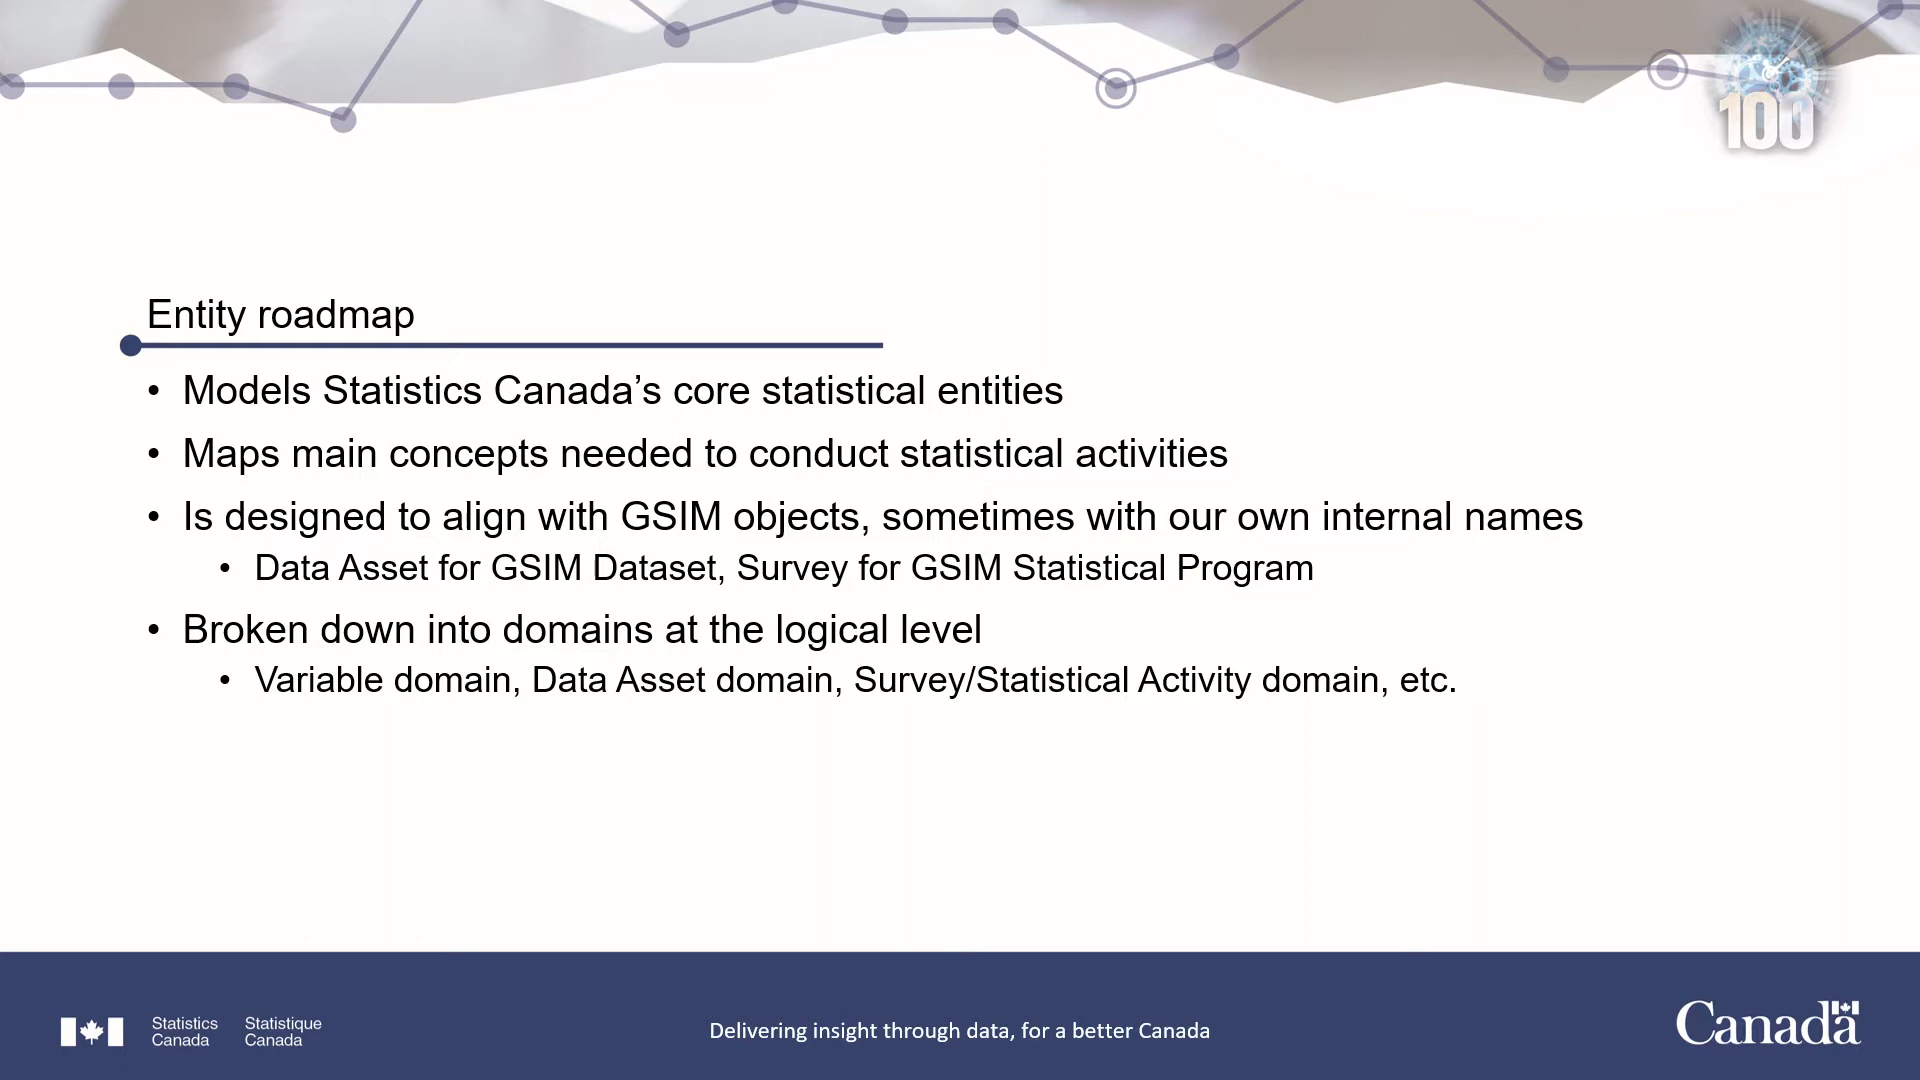 100
Entity roadmap
• Models Statistics Canada’s core statistical entities
• Maps main concepts needed to conduct statistical activities
• Is designed to align with GSIM objects, sometimes with our own internal names
• Data Asset for GSIM Dataset, Survey for GSIM Statistical Program
• Broken down into domains at the logical level
• Variable domain, Data Asset domain, Survey/Statistical Activity domain, etc.
Statistics Canada
Statistique Canada
Delivering insight through data, for a better Canada
Canada